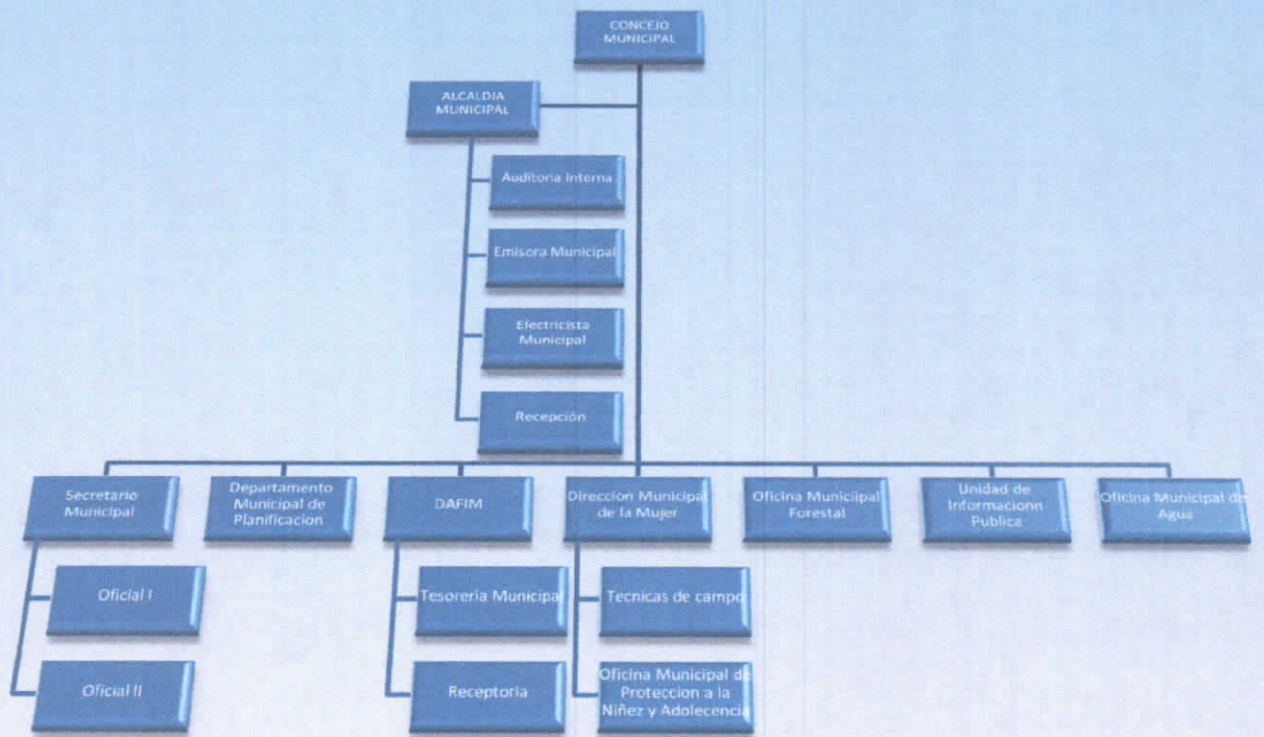 CONCEJO
MUNICIPAL
ALCALDIA
MUNICIPAL
Auditoria Interna
Emisora Municipal
Electricista
Municipal
Recepción
Secretario
Municipal
Departamento
Municipal de
Planificacion
DAFIM
Direccion Municipal
de la Mujer
Oficina Municiipal
Forestal
Unidad de
Informacionn
Publica
Oficina Municipal de
Agua
Oficial I
Tesoreria Municipal
Tecnicas de campo
Oficial II
Receptoria
Oficina Municipal de
Proteccion a la
Niñez y Adolecencia